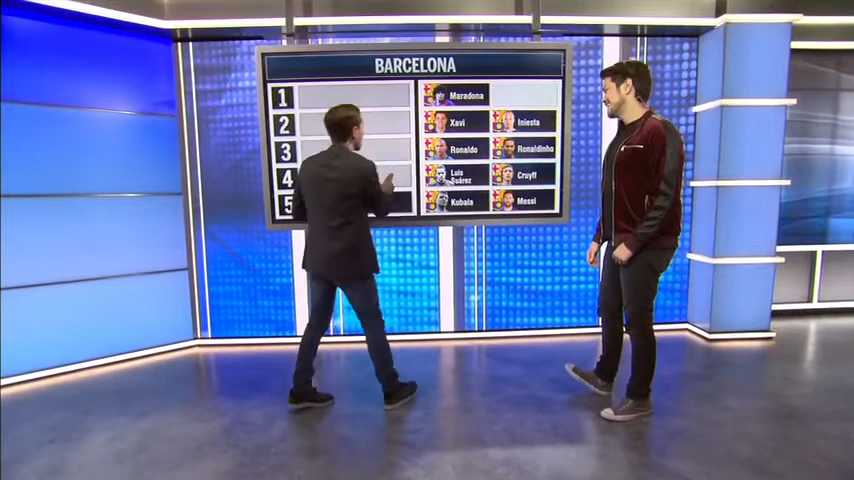 BARCELONA
1
2
3
4
5
Maradona
Xavi
Iniesta
Ronaldo
Ronaldinho
Luis
Suárez
Cruyff
Kubala
Messi